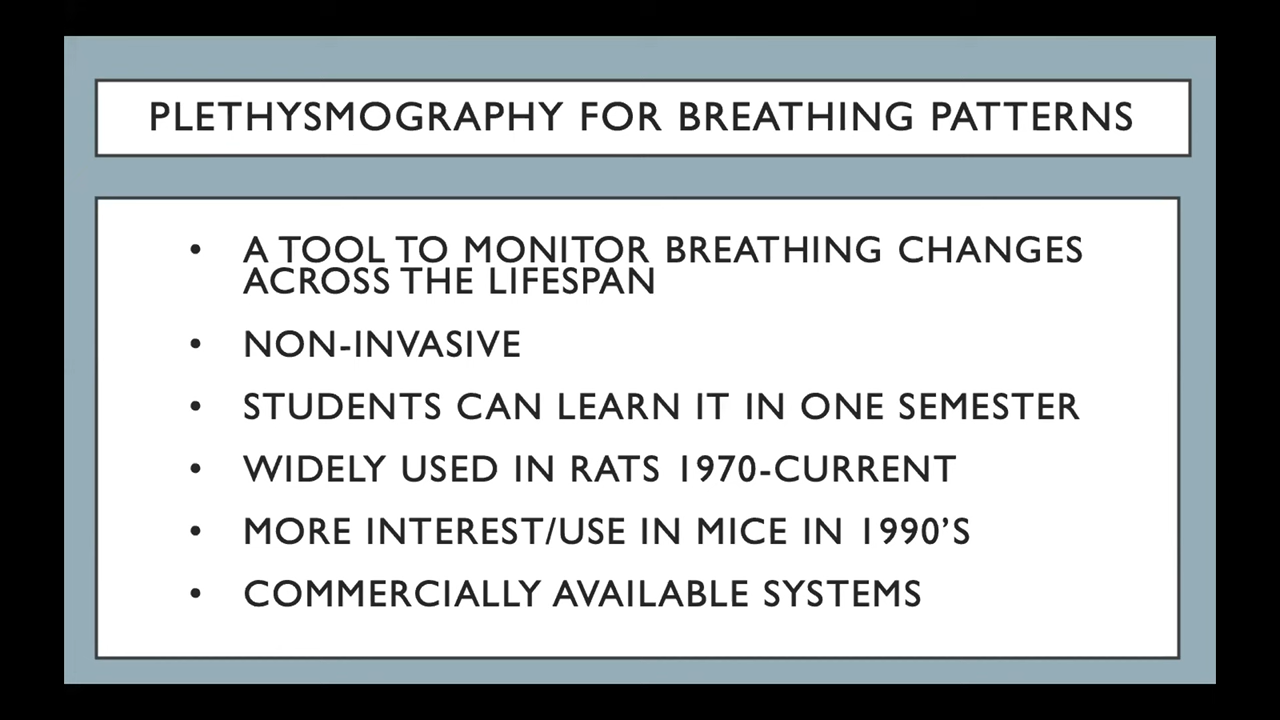 PLETHYSMOGRAPHY FOR BREATHING PATTERNS
• A TOOL TO MONITOR BREATHING CHANGES
ACROSS THE LIFESPAN
• NON-INVASIVE
• STUDENTS CAN LEARN IT IN ONE SEMESTER
• WIDELY USED IN RATS 1970-CURRENT
• MORE INTEREST/USE IN MICE IN 1990’S
• COMMERCIALLY AVAILABLE SYSTEMS